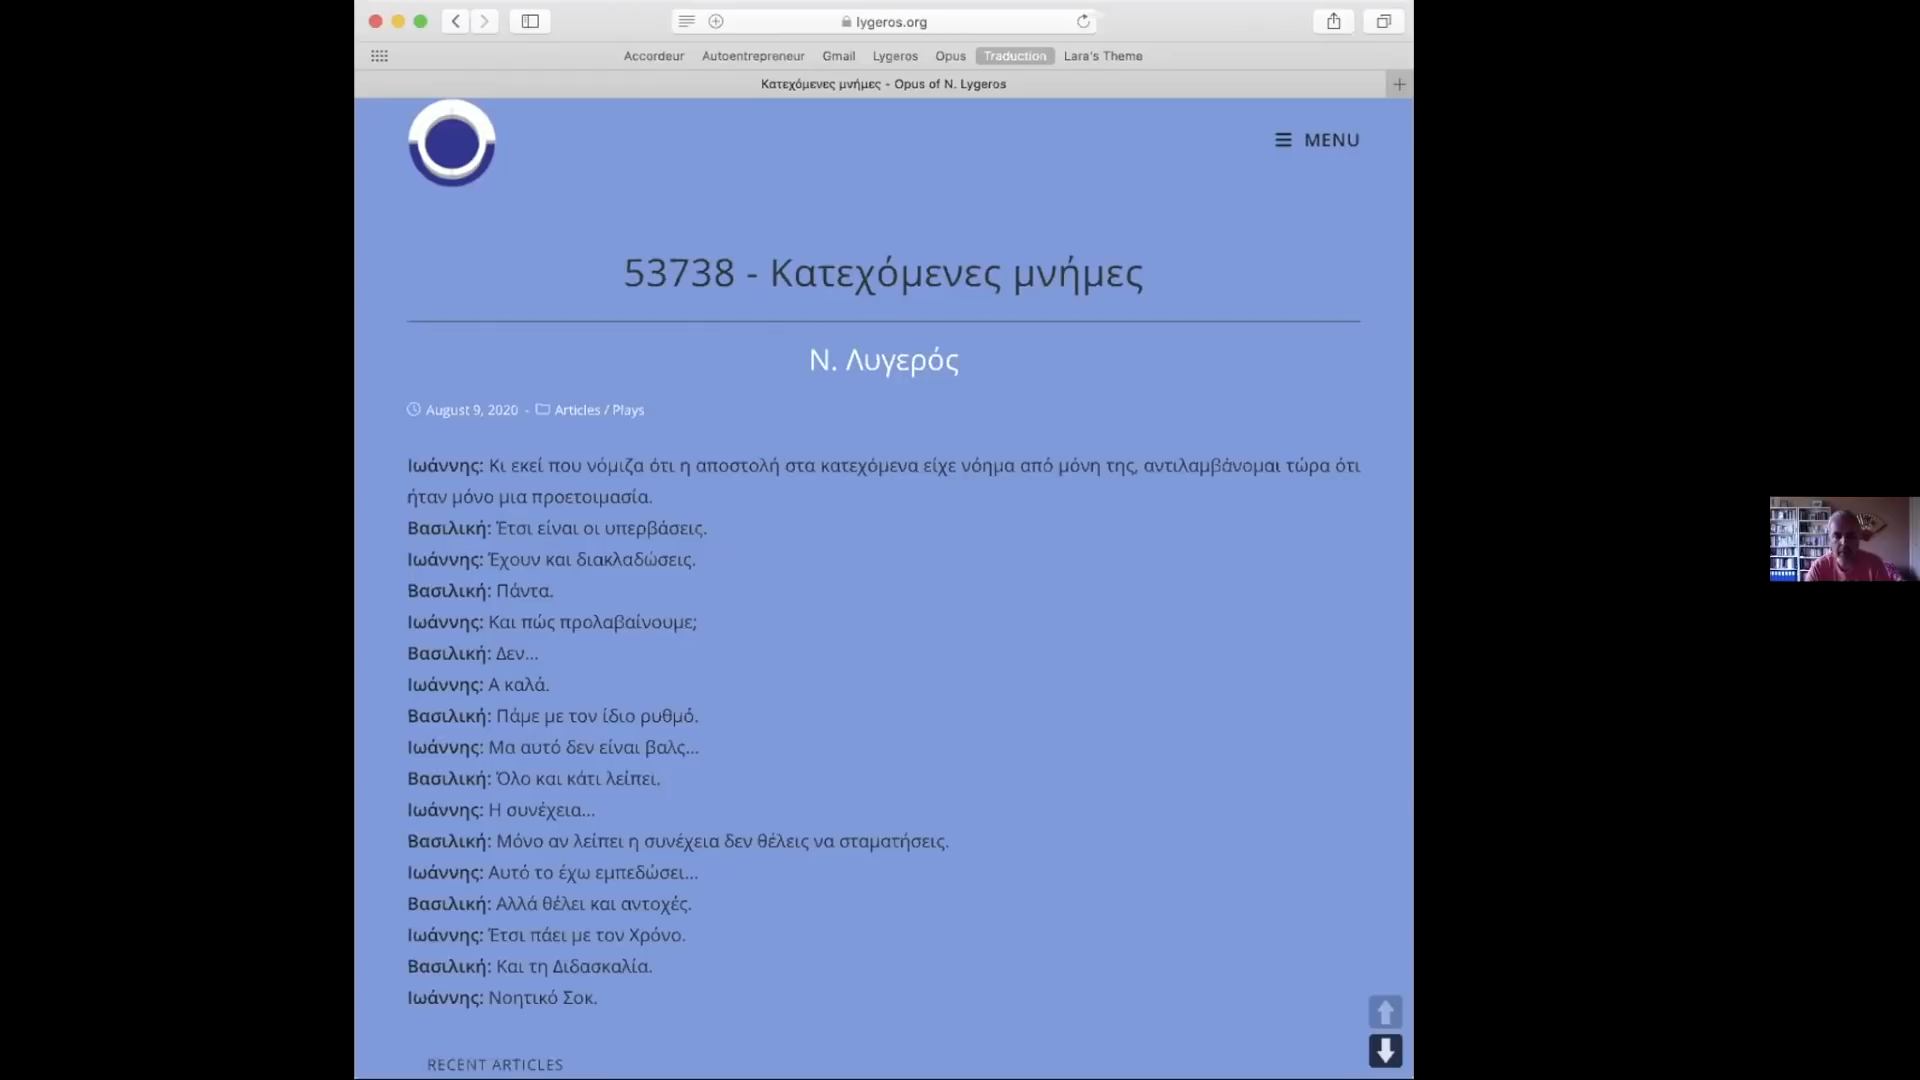 lygeros.org
Accordeur Autoentrepreneur Gmail Lygeros Opus Traduction Lara's Theme
Κατεχόμενες μνήμες - Opus of N. Lygeros
MENU
53738 - Κατεχόμενες μνήμες
Ν. Λυγερός
August 9, 2020 - Articles / Plays
Ιωάννης: Κι εκεί που νόμιζα ότι η αποστολή στα κατεχόμενα είχε νόημα από μόνη της, αντιλαμβάνομαι τώρα ότι
ήταν μόνο μια προετοιμασία.
Βασιλική: Έτσι είναι οι υπερβάσεις.
Ιωάννης: Έχουν και διακλαδώσεις.
Βασιλική: Πάντα.
Ιωάννης: Και πώς προλαβαίνουμε;
Βασιλική: Δεν...
Ιωάννης: Α καλά.
Βασιλική: Πάμε με τον ίδιο ρυθμό.
Ιωάννης: Μα αυτό δεν είναι βαλς...
Βασιλική: Όλο και κάτι λείπει.
Ιωάννης: Η συνέχεια...
Βασιλική: Μόνο αν λείπει η συνέχεια δεν θέλεις να σταματήσεις.
Ιωάννης: Αυτό το έχω εμπεδώσει...
Βασιλική: Αλλά θέλει και αντοχές.
Ιωάννης: Έτσι πάει με τον Χρόνο.
Βασιλική: Και τη Διδασκαλία.
Ιωάννης: Νοητικό Σοκ.
RECENT ARTICLES